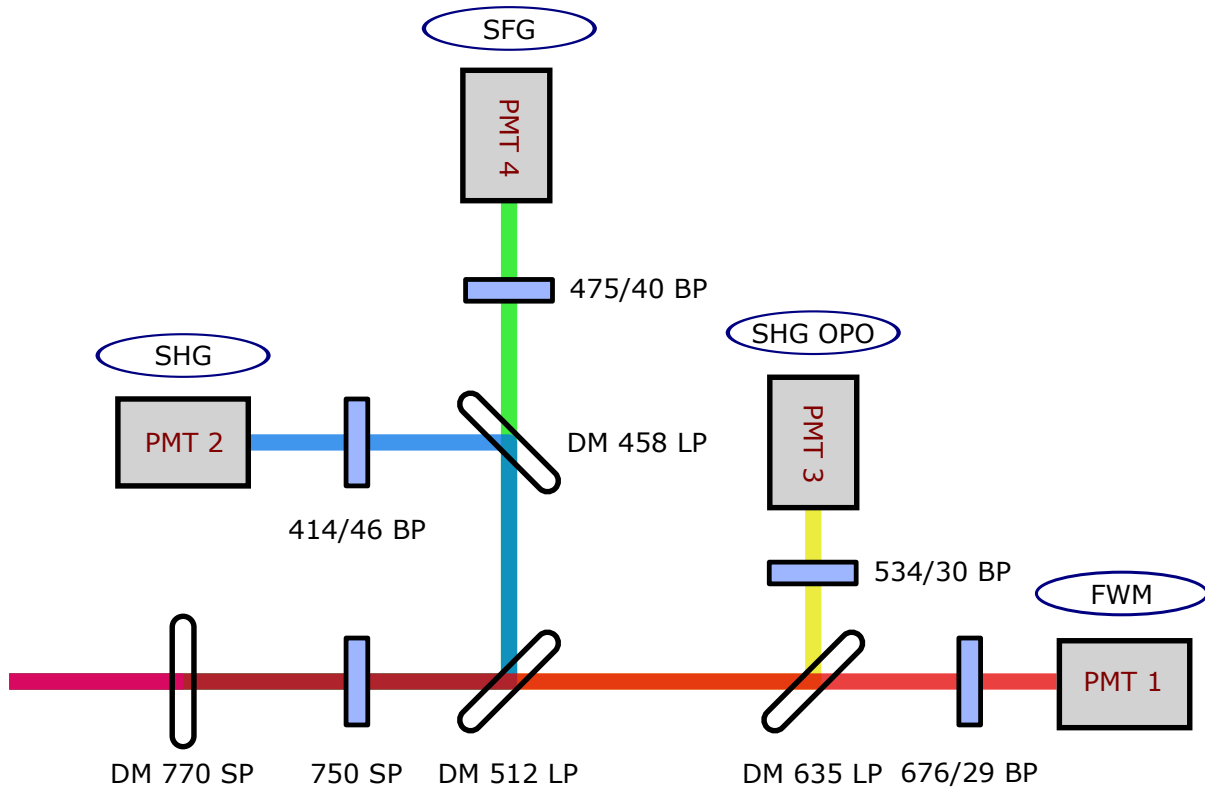 SFG
PMT 4
475/40 BP
SHG OPO
SHG
PMT 2
DM 458 LP
PMT 3
414/46 BP
534/30 BP
FWM
PMT 1
DM 770 SP
750 SP
DM 512 LP
DM 635 LP
676/29 BP